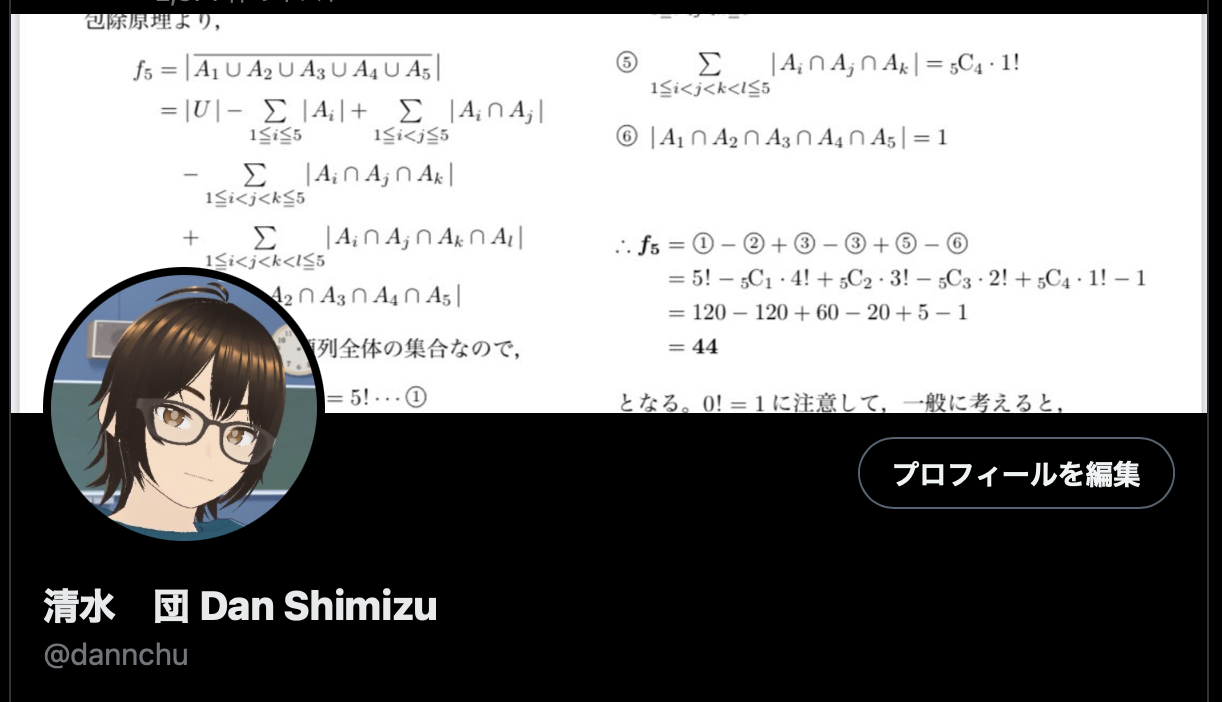 包除原理より，
f₅ = |A₁ ∪ A₂ ∪ A₃ ∪ A₄ ∪ A₅|
= |U| − ∑ |Aᵢ| + ∑ |Aᵢ ∩ Aⱼ|
1≦i≦5 1≦i<j≦5
− ∑ |Aᵢ ∩ Aⱼ ∩ Aₖ|
1≦i<j<k≦5
+ ∑ |Aᵢ ∩ Aⱼ ∩ Aₖ ∩ Aₗ|
1≦i<j<k<l≦5
A₂ ∩ A₃ ∩ A₄ ∩ A₅|
列全体の集合なので，
= 5! ⋯ ①
⑤ ∑ |Aᵢ ∩ Aⱼ ∩ Aₖ| = ₅C₄ · 1!
1≦i<j<k<l≦5
⑥ |A₁ ∩ A₂ ∩ A₃ ∩ A₄ ∩ A₅| = 1
∴ f₅ = ① − ② + ③ − ③ + ⑤ − ⑥
= 5! − ₅C₁ · 4! + ₅C₂ · 3! − ₅C₃ · 2! + ₅C₄ · 1! − 1
= 120 − 120 + 60 − 20 + 5 − 1
= 44
となる。0! = 1 に注意して，一般に考えると，
プロフィールを編集
清水　団 Dan Shimizu
@dannchu